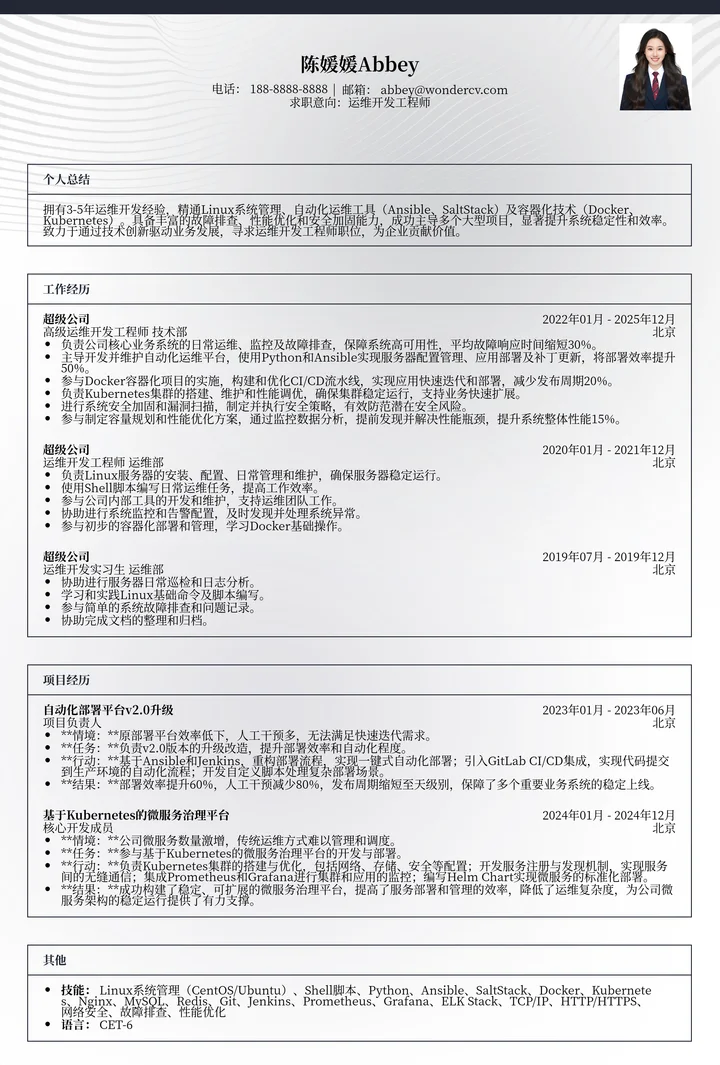 陈媛媛Abbey
电话： 188-8888-8888 | 邮箱： abbey@wondercv.com
求职意向：运维开发工程师
个人总结
拥有3-5年运维开发经验，精通Linux系统管理、自动化运维工具（Ansible、SaltStack）及容器化技术（Docker、
Kubernetes）。具备丰富的故障排查、性能优化和安全加固能力，成功主导多个大型项目，显著提升系统稳定性和效率。
致力于通过技术创新驱动业务发展，寻求运维开发工程师职位，为企业贡献价值。
工作经历
超级公司 2022年01月 - 2025年12月
高级运维开发工程师 技术部 北京
• 负责公司核心业务系统的日常运维、监控及故障排查，保障系统高可用性，平均故障响应时间缩短30%。
• 主导开发并维护自动化运维平台，使用Python和Ansible实现服务器配置管理、应用部署及补丁更新，将部署效率提升
50%。
• 参与Docker容器化项目的实施，构建和优化CI/CD流水线，实现应用快速迭代和部署，减少发布周期20%。
• 负责Kubernetes集群的搭建、维护和性能调优，确保集群稳定运行，支持业务快速扩展。
• 进行系统安全加固和漏洞扫描，制定并执行安全策略，有效防范潜在安全风险。
• 参与制定容量规划和性能优化方案，通过监控数据分析，提前发现并解决性能瓶颈，提升系统整体性能15%。
超级公司 2020年01月 - 2021年12月
运维开发工程师 运维部 北京
• 负责Linux服务器的安装、配置、日常管理和维护，确保服务器稳定运行。
• 使用Shell脚本编写日常运维任务，提高工作效率。
• 参与公司内部工具的开发和维护，支持运维团队工作。
• 协助进行系统监控和告警配置，及时发现并处理系统异常。
• 参与初步的容器化部署和管理，学习Docker基础操作。
超级公司 2019年07月 - 2019年12月
运维开发实习生 运维部 北京
• 协助进行服务器日常巡检和日志分析。
• 学习和实践Linux基础命令及脚本编写。
• 参与简单的系统故障排查和问题记录。
• 协助完成文档的整理和归档。
项目经历
自动化部署平台v2.0升级 2023年01月 - 2023年06月
项目负责人 北京
• **情境：**原部署平台效率低下，人工干预多，无法满足快速迭代需求。
• **任务：**负责v2.0版本的升级改造，提升部署效率和自动化程度。
• **行动：**基于Ansible和Jenkins，重构部署流程，实现一键式自动化部署；引入GitLab CI/CD集成，实现代码提交
到生产环境的自动化流程；开发自定义脚本处理复杂部署场景。
• **结果：**部署效率提升60%，人工干预减少80%，发布周期缩短至天级别，保障了多个重要业务系统的稳定上线。
基于Kubernetes的微服务治理平台 2024年01月 - 2024年12月
核心开发成员 北京
• **情境：**公司微服务数量激增，传统运维方式难以管理和调度。
• **任务：**参与基于Kubernetes的微服务治理平台的开发与部署。
• **行动：**负责Kubernetes集群的搭建与优化，包括网络、存储、安全等配置；开发服务注册与发现机制，实现服务
间的无缝通信；集成Prometheus和Grafana进行集群和应用的监控；编写Helm Chart实现微服务的标准化部署。
• **结果：**成功构建了稳定、可扩展的微服务治理平台，提高了服务部署和管理的效率，降低了运维复杂度，为公司微
服务架构的稳定运行提供了有力支撑。
其他
• 技能： Linux系统管理（CentOS/Ubuntu）、Shell脚本、Python、Ansible、SaltStack、Docker、Kubernete
s、Nginx、MySQL、Redis、Git、Jenkins、Prometheus、Grafana、ELK Stack、TCP/IP、HTTP/HTTPS、
网络安全、故障排查、性能优化
• 语言： CET-6